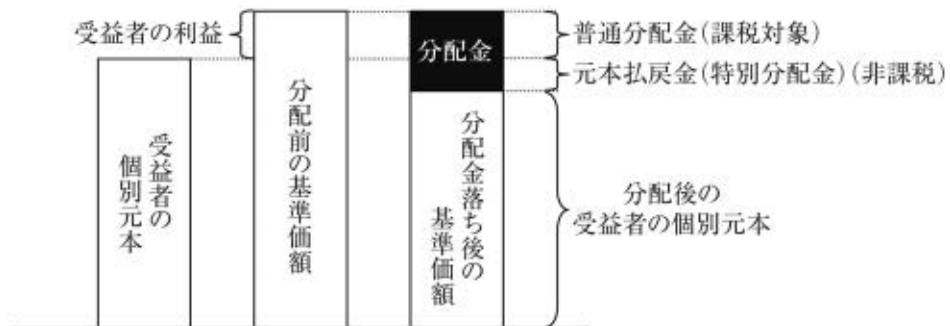 受益者の利益
分配金
普通分配金(課税対象)
元本払戻金(特別分配金)(非課税)
受益者の
個別元本
分配前の基準価額
分配金落ち後の
基準価額
分配後の
受益者の個別元本